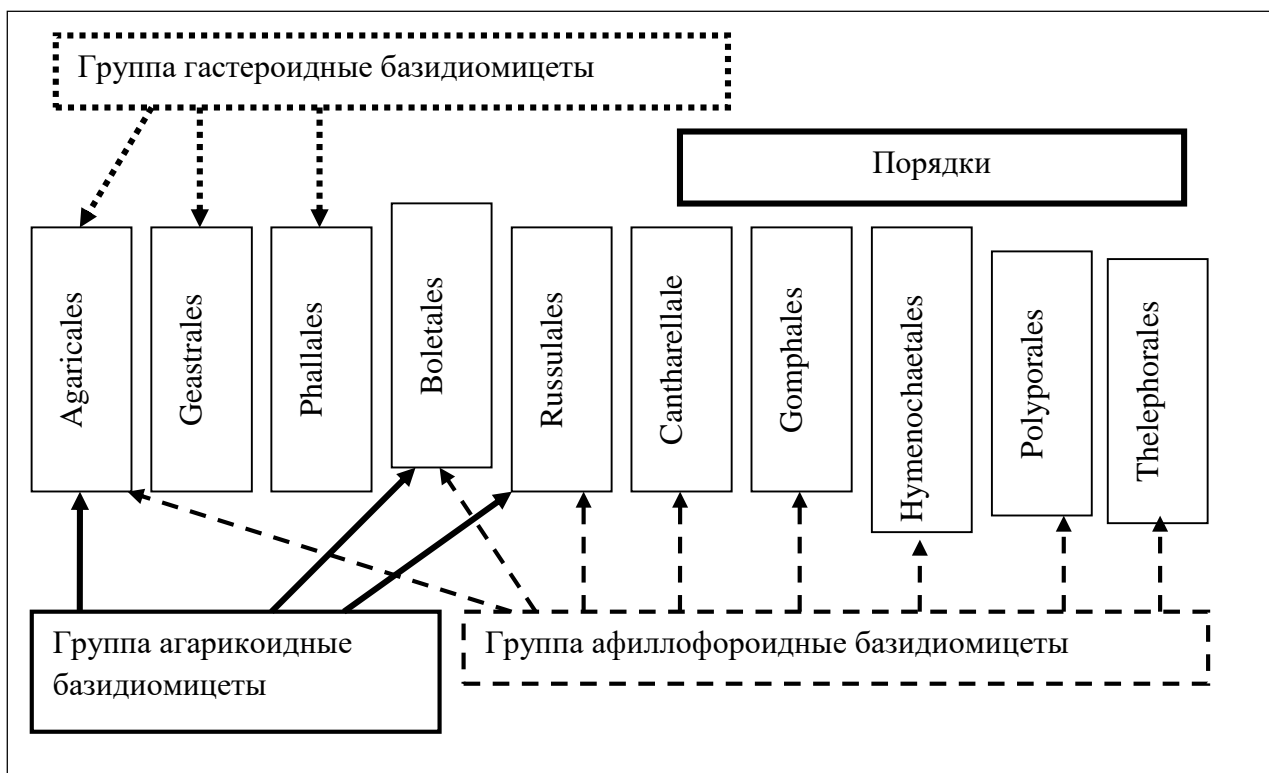 Группа гастероидные базидиомицеты
Порядки
Agaricales
Geastrales
Phallales
Boletales
Russulales
Cantharellale
Gomphales
Hymenochaetales
Polyporales
Thelephorales
Группа агарикоидные
базидиомицеты
Группа афиллофороидные базидиомицеты